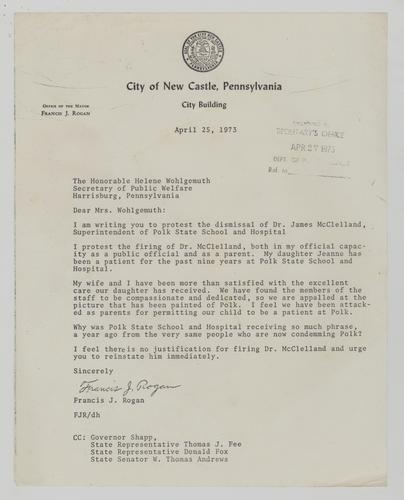 City of New Castle, Pennsylvania
City Building
OFFICE OF THE MAYOR
FRANCIS J. ROGAN
April 25, 1973
SECRETARY'S OFFICE
APR 27 1973
DEPT. OF
Ref. to
The Honorable Helene Wohlgemuth
Secretary of Public Welfare
Harrisburg, Pennsylvania
Dear Mrs. Wohlgemuth:
I am writing you to protest the dismissal of Dr. James McClelland,
Superintendent of Polk State School and Hospital
I protest the firing of Dr. McClelland, both in my official capac-
ity as a public official and as a parent. My daughter Jeanne has
been a patient for the past nine years at Polk State School and
Hospital.
My wife and I have been more than satisfied with the excellent
care our daughter has received. We have found the members of the
staff to be compassionate and dedicated, so we are appalled at the
picture that has been painted of Polk. I feel we have been attack-
ed as parents for permitting our child to be a patient at Polk.
Why was Polk State School and Hospital receiving so much phrase,
a year ago from the very same people who are now condemming Polk?
I feel there is no justification for firing Dr. McClelland and urge
you to reinstate him immediately.
Sincerely
Francis J. Rogan
Francis J. Rogan
FJR/dh
CC: Governor Shapp,
State Representative Thomas J. Fee
State Representative Donald Fox
State Senator W. Thomas Andrews